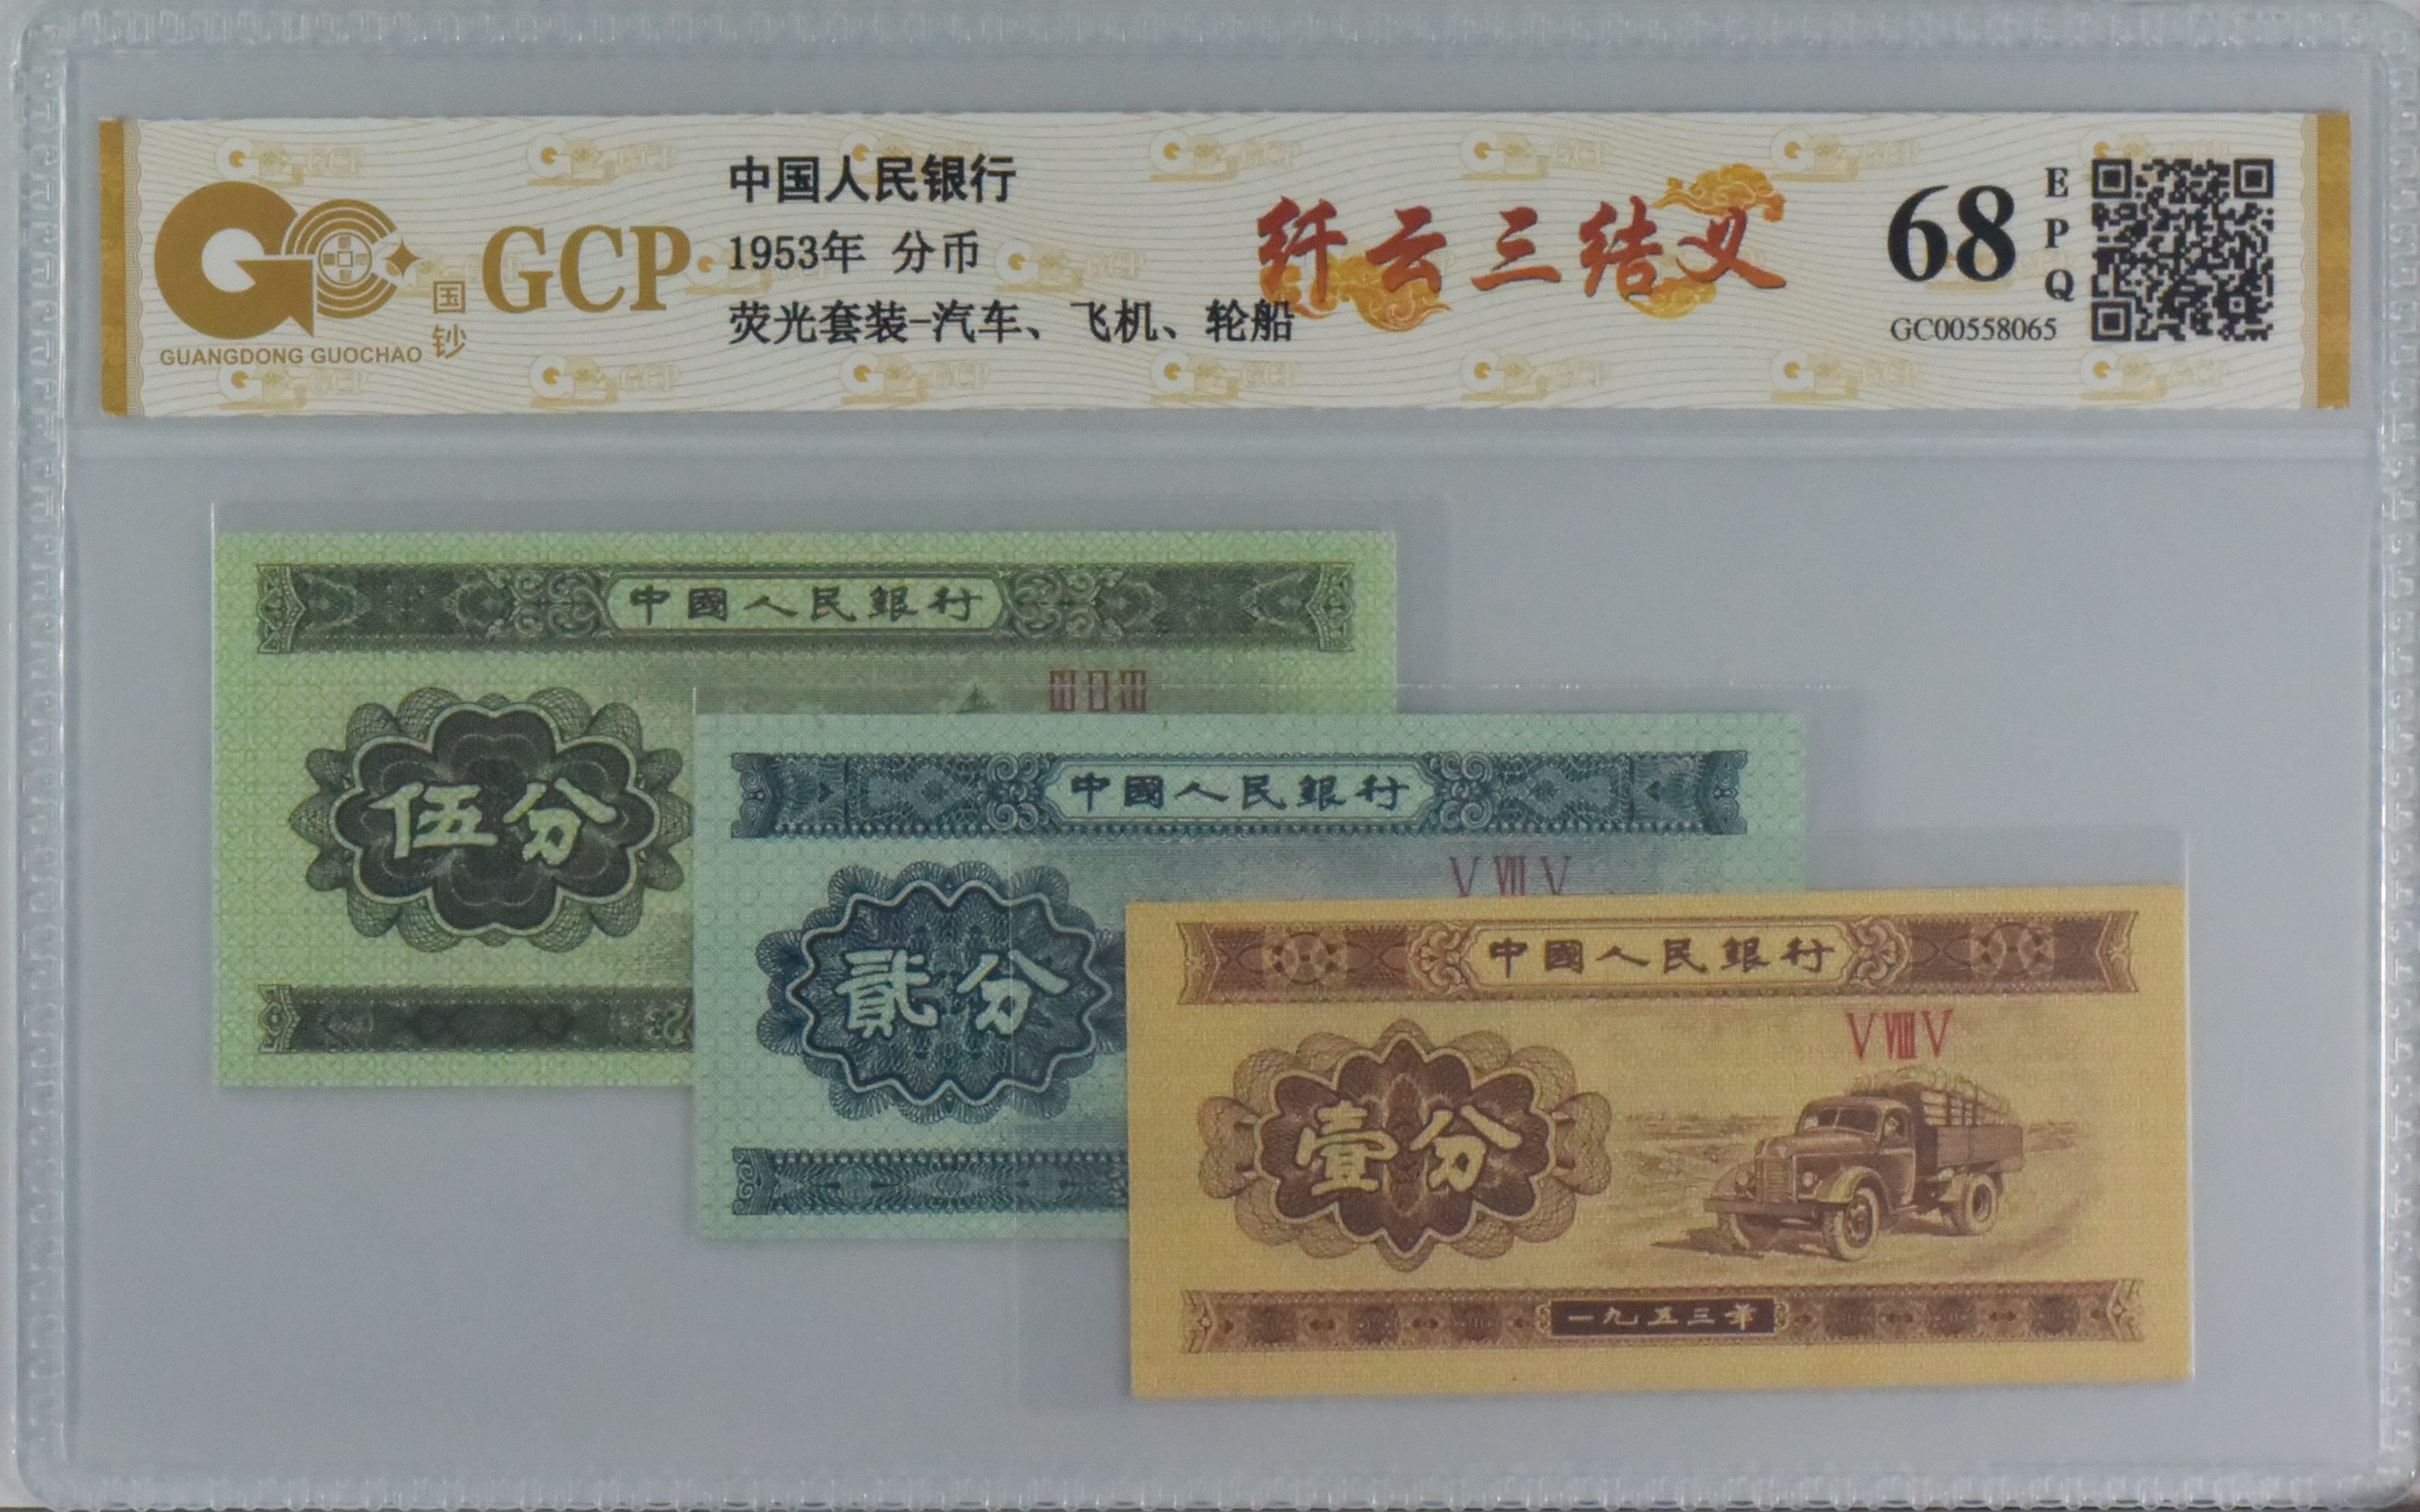 GCP
国钞
GUANGDONG GUOCHAO
中国人民银行
1953年 分币
荧光套装-汽车、飞机、轮船
纤云三结义
68
EPQ
GC00558065
中國人民銀行
伍分
中國人民銀行
V VIII V
貳分
中國人民銀行
V VIII V
壹分
一九五三年